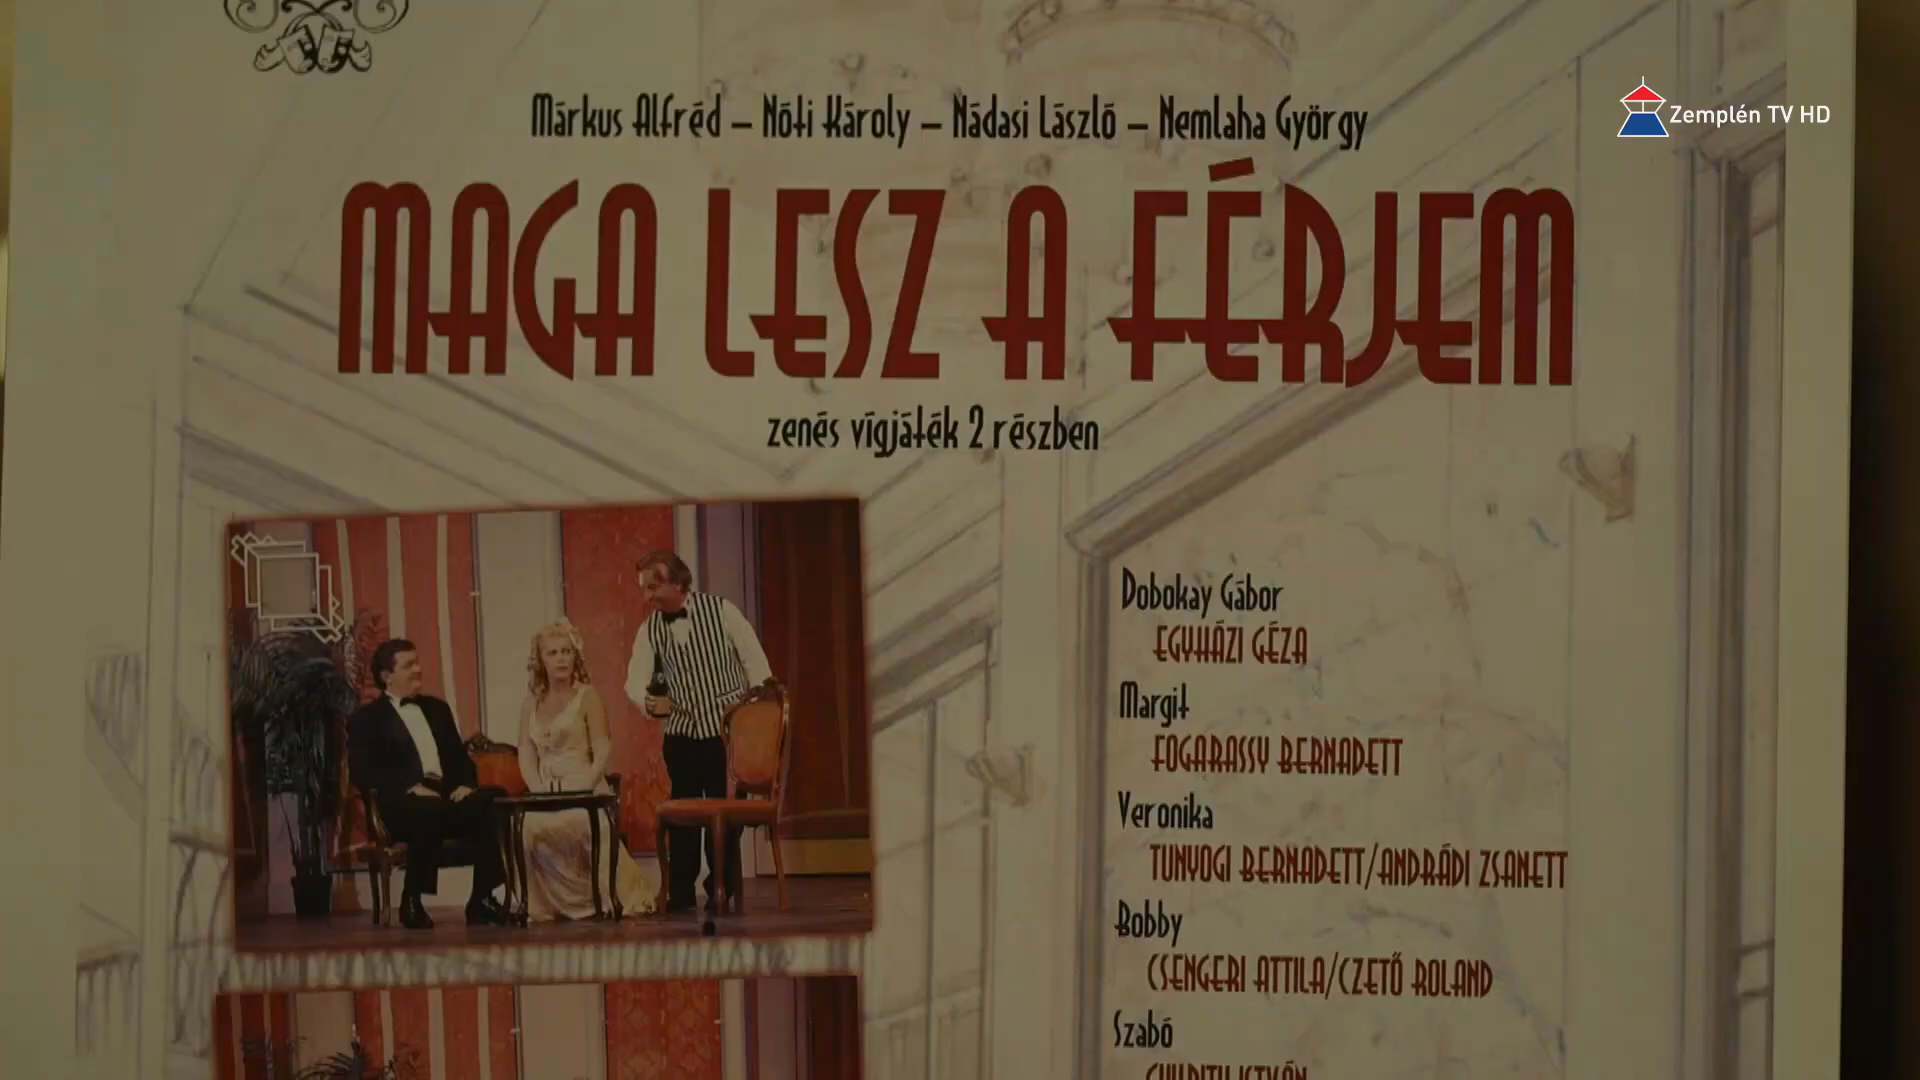 Márkus Alfréd – Nóti Károly – Nádasi László – Nemlaha György
Zemplén TV HD
MAGA LESZ A FÉRJEM
zenés vígjáték 2 részben
Dobokay Gábor
EGYHÁZI GÉZA
Margit
FOGARASSY BERNADETT
Veronika
TUNYOGI BERNADETT/ANDRÁDI ZSANETT
Bobby
CSENGERI ATTILA/CZETŐ ROLAND
Szabó